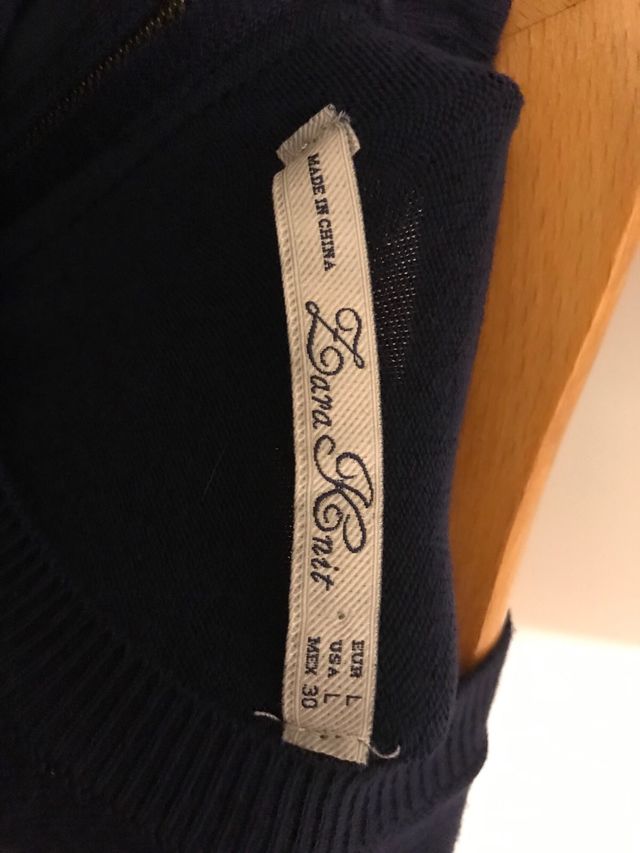 MADE IN CHINA
Zara Knit
EUR L
USA L
MEX 30